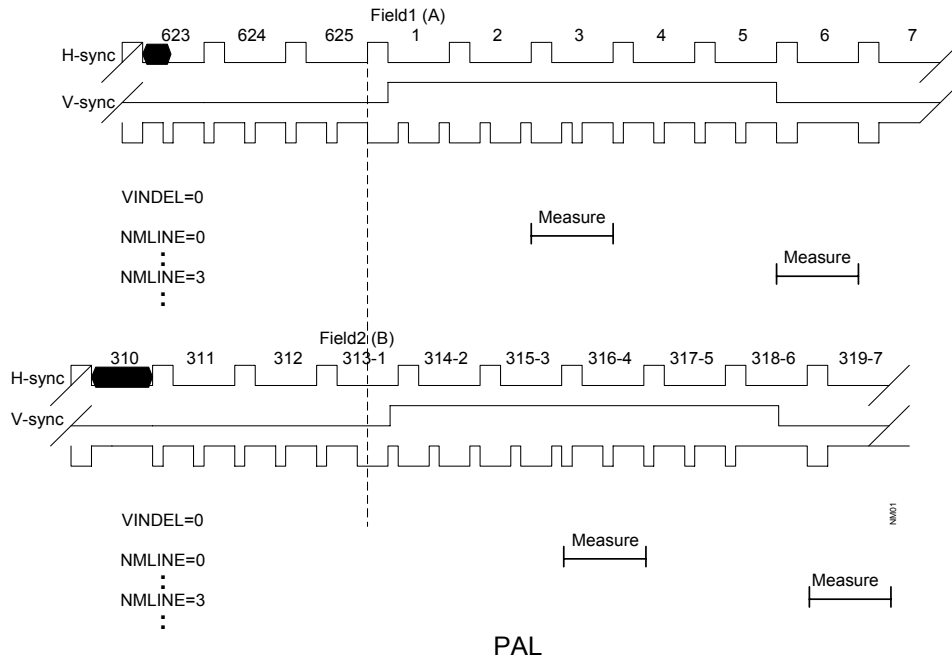 Field1 (A)
623 624 625 1 2 3 4 5 6 7
H-sync
V-sync
VINDEL=0
Measure
NMLINE=0
Measure
NMLINE=3
Field2 (B)
310 311 312 313-1 314-2 315-3 316-4 317-5 318-6 319-7
H-sync
V-sync
VINDEL=0
NM01
Measure
NMLINE=0
Measure
NMLINE=3
PAL